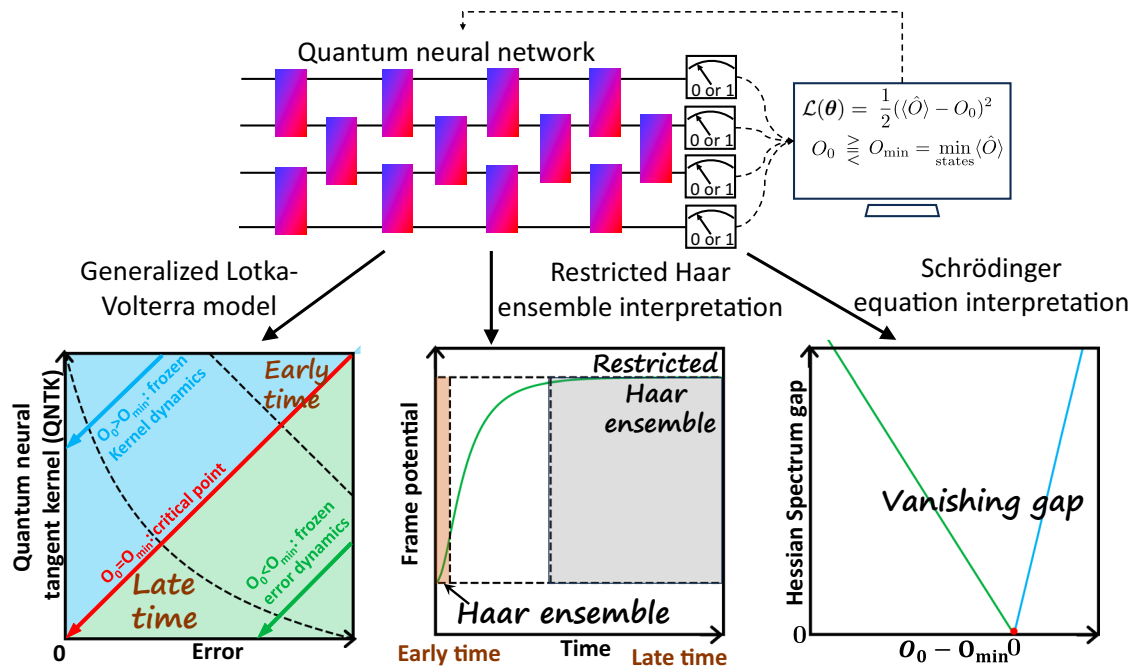 Quantum neural network
0 or 1
0 or 1
0 or 1
0 or 1
𝓛(𝜽) = 1/2 (⟨Ô⟩ − O₀)²
O₀ ⪌ O_min = min_states ⟨Ô⟩
Generalized Lotka-
Volterra model
Restricted Haar
ensemble interpretation
Schrödinger
equation interpretation
Quantum neural
tangent kernel (QNTK)
O₀>O_min: frozen
Kernel dynamics
Early
time
O₀=O_min: critical point
O₀<O_min: frozen
error dynamics
Late
time
0
Error
Frame potential
Restricted
Haar
ensemble
Haar ensemble
Time
Early time
Late time
Hessian Spectrum gap
Vanishing gap
0
0
O₀ − O_min